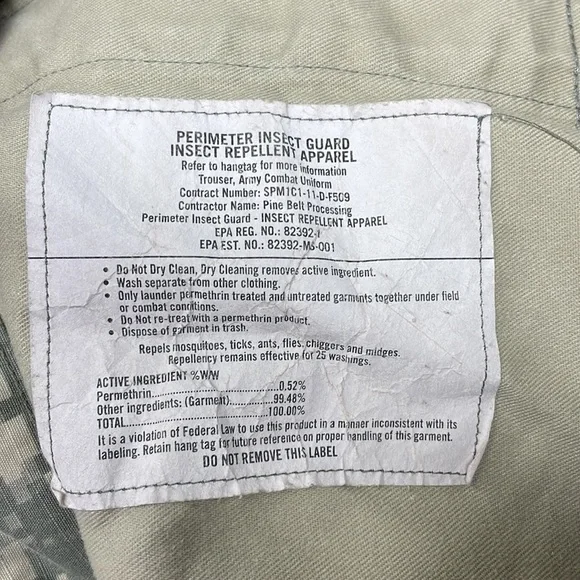 PERIMETER INSECT GUARD
INSECT REPELLENT APPAREL
Refer to hangtag for more information
Trouser, Army Combat Uniform
Contract Number: SPM1C1-11-D-F509
Contractor Name: Pine Belt Processing
Perimeter Insect Guard - INSECT REPELLENT APPAREL
EPA REG. NO.: 82392-1
EPA EST. NO.: 82392-MS-001
• Do Not Dry Clean, Dry Cleaning removes active ingredient.
• Wash separate from other clothing.
• Only launder permethrin treated and untreated garments together under field
or combat conditions.
• Do Not re-treat with a permethrin product.
• Dispose of garment in trash.
Repels mosquitoes, ticks, ants, flies, chiggers and midges.
Repellency remains effective for 25 washings.
ACTIVE INGREDIENT %W/W
Permethrin..............................0.52%
Other ingredients: (Garment).......99.48%
TOTAL..............................100.00%
It is a violation of Federal Law to use this product in a manner inconsistent with its
labeling. Retain hang tag for future reference on proper handling of this garment.
DO NOT REMOVE THIS LABEL